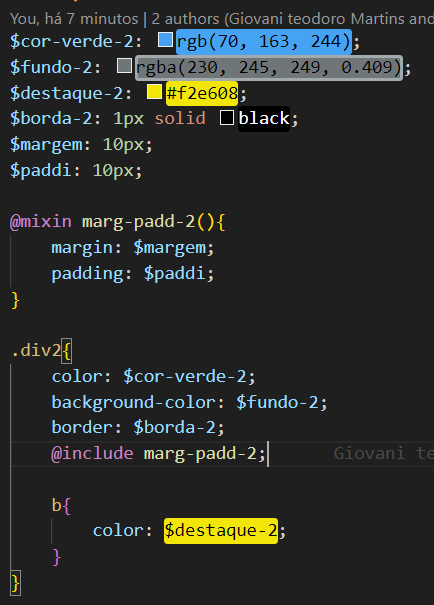 You, há 7 minutos | 2 authors (Giovani teodoro Martins and
$cor-verde-2: rgb(70, 163, 244);
$fundo-2: rgba(230, 245, 249, 0.409);
$destaque-2: #f2e608;
$borda-2: 1px solid black;
$margem: 10px;
$paddi: 10px;
@mixin marg-padd-2(){
margin: $margem;
padding: $paddi;
}
.div2{
color: $cor-verde-2;
background-color: $fundo-2;
border: $borda-2;
@include marg-padd-2; Giovani te
b{
color: $destaque-2;
}
}